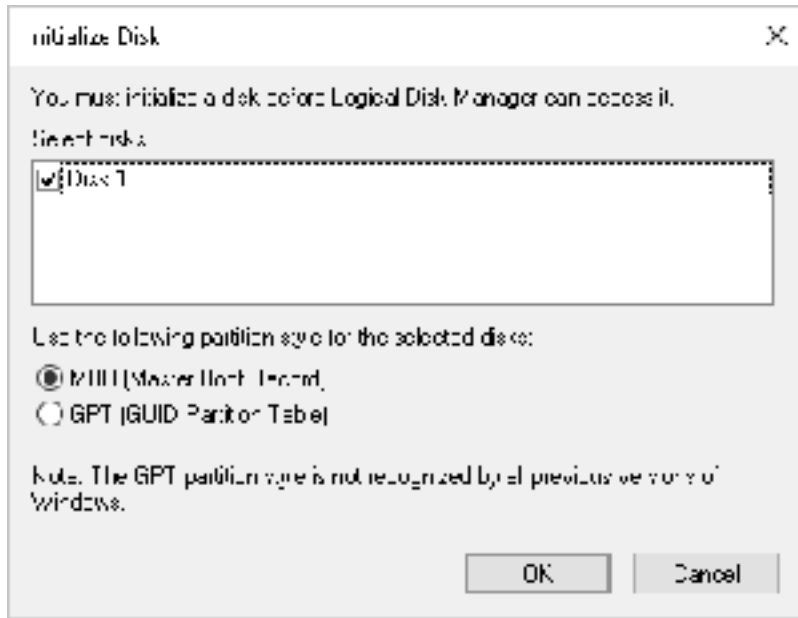 Initialize Disk
You must initialize a disk before Logical Disk Manager can access it.
Select disks:
Disk 1
Use the following partition style for the selected disks:
MBR (Master Boot Record)
GPT (GUID Partition Table)
Note: The GPT partition style is not recognized by all previous versions of
Windows.
OK
Cancel